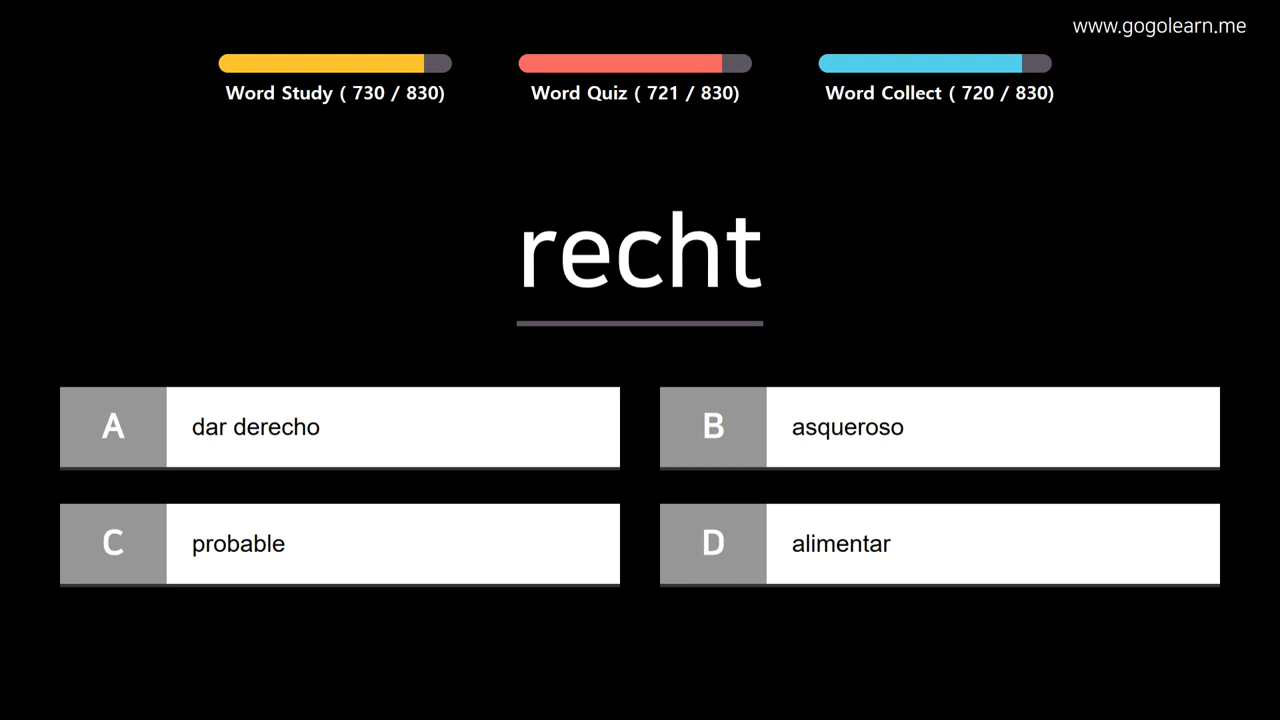 www.gogolearn.me
Word Study ( 730 / 830)
Word Quiz ( 721 / 830)
Word Collect ( 720 / 830)
recht
A dar derecho
B asqueroso
C probable
D alimentar